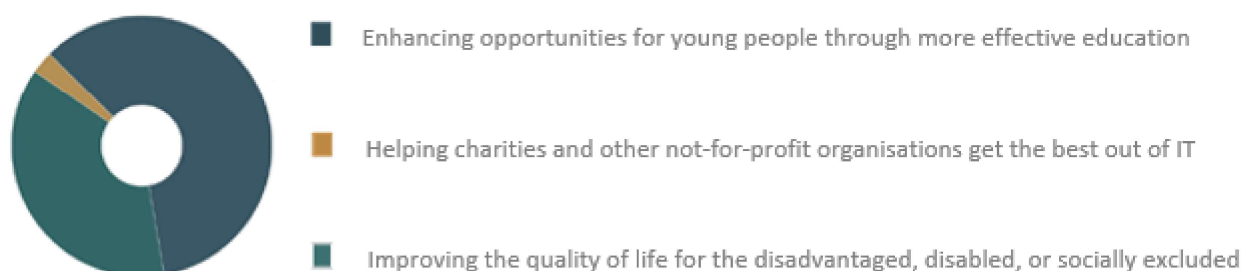 Enhancing opportunities for young people through more effective education
Helping charities and other not-for-profit organisations get the best out of IT
Improving the quality of life for the disadvantaged, disabled, or socially excluded